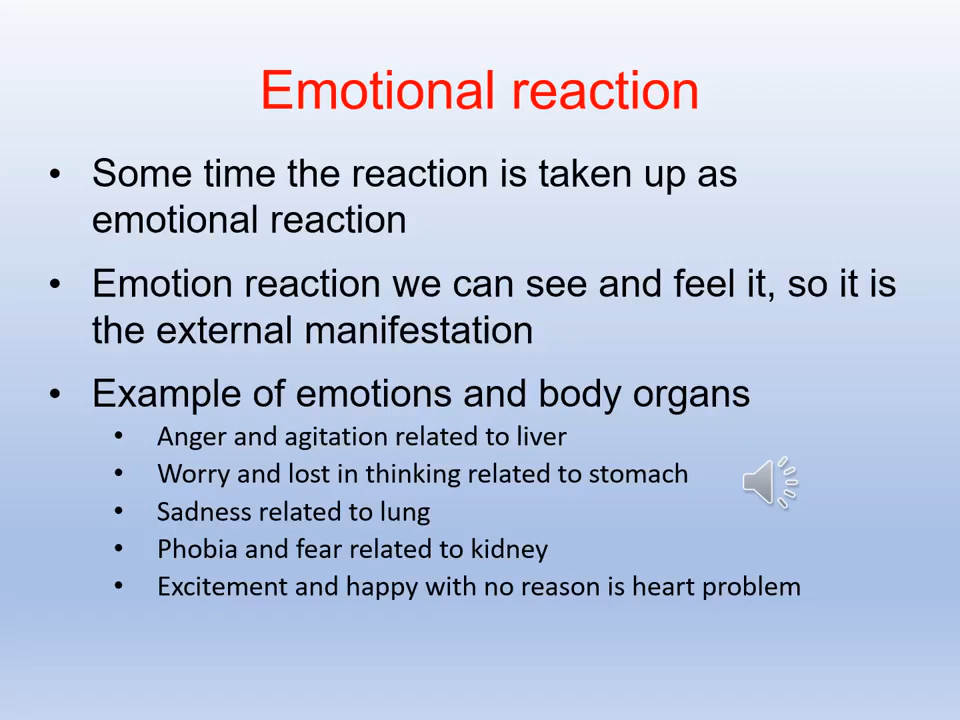 Emotional reaction
• Some time the reaction is taken up as
emotional reaction
• Emotion reaction we can see and feel it, so it is
the external manifestation
• Example of emotions and body organs
• Anger and agitation related to liver
• Worry and lost in thinking related to stomach
• Sadness related to lung
• Phobia and fear related to kidney
• Excitement and happy with no reason is heart problem